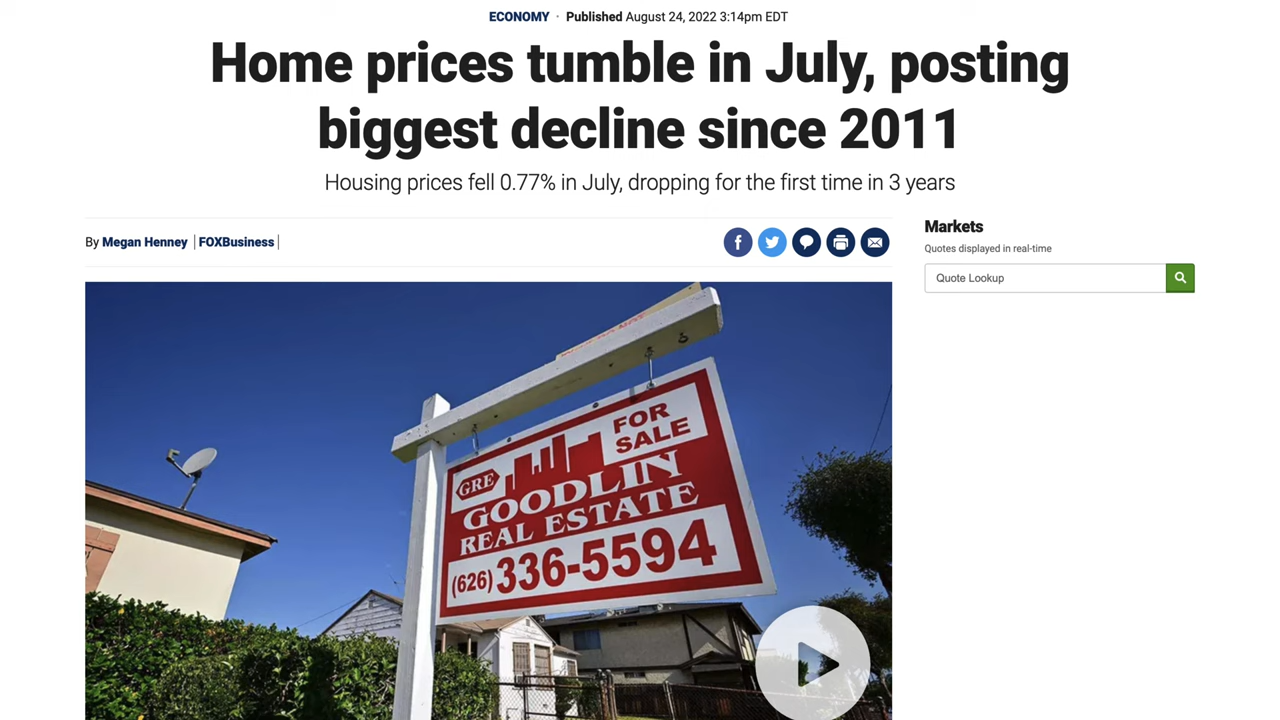 ECONOMY · Published August 24, 2022 3:14pm EDT
Home prices tumble in July, posting
biggest decline since 2011
Housing prices fell 0.77% in July, dropping for the first time in 3 years
By Megan Henney | FOXBusiness |
Markets
Quotes displayed in real-time
Quote Lookup
FOR
SALE
GRE
GOODLIN
REAL ESTATE
(626) 336-5594